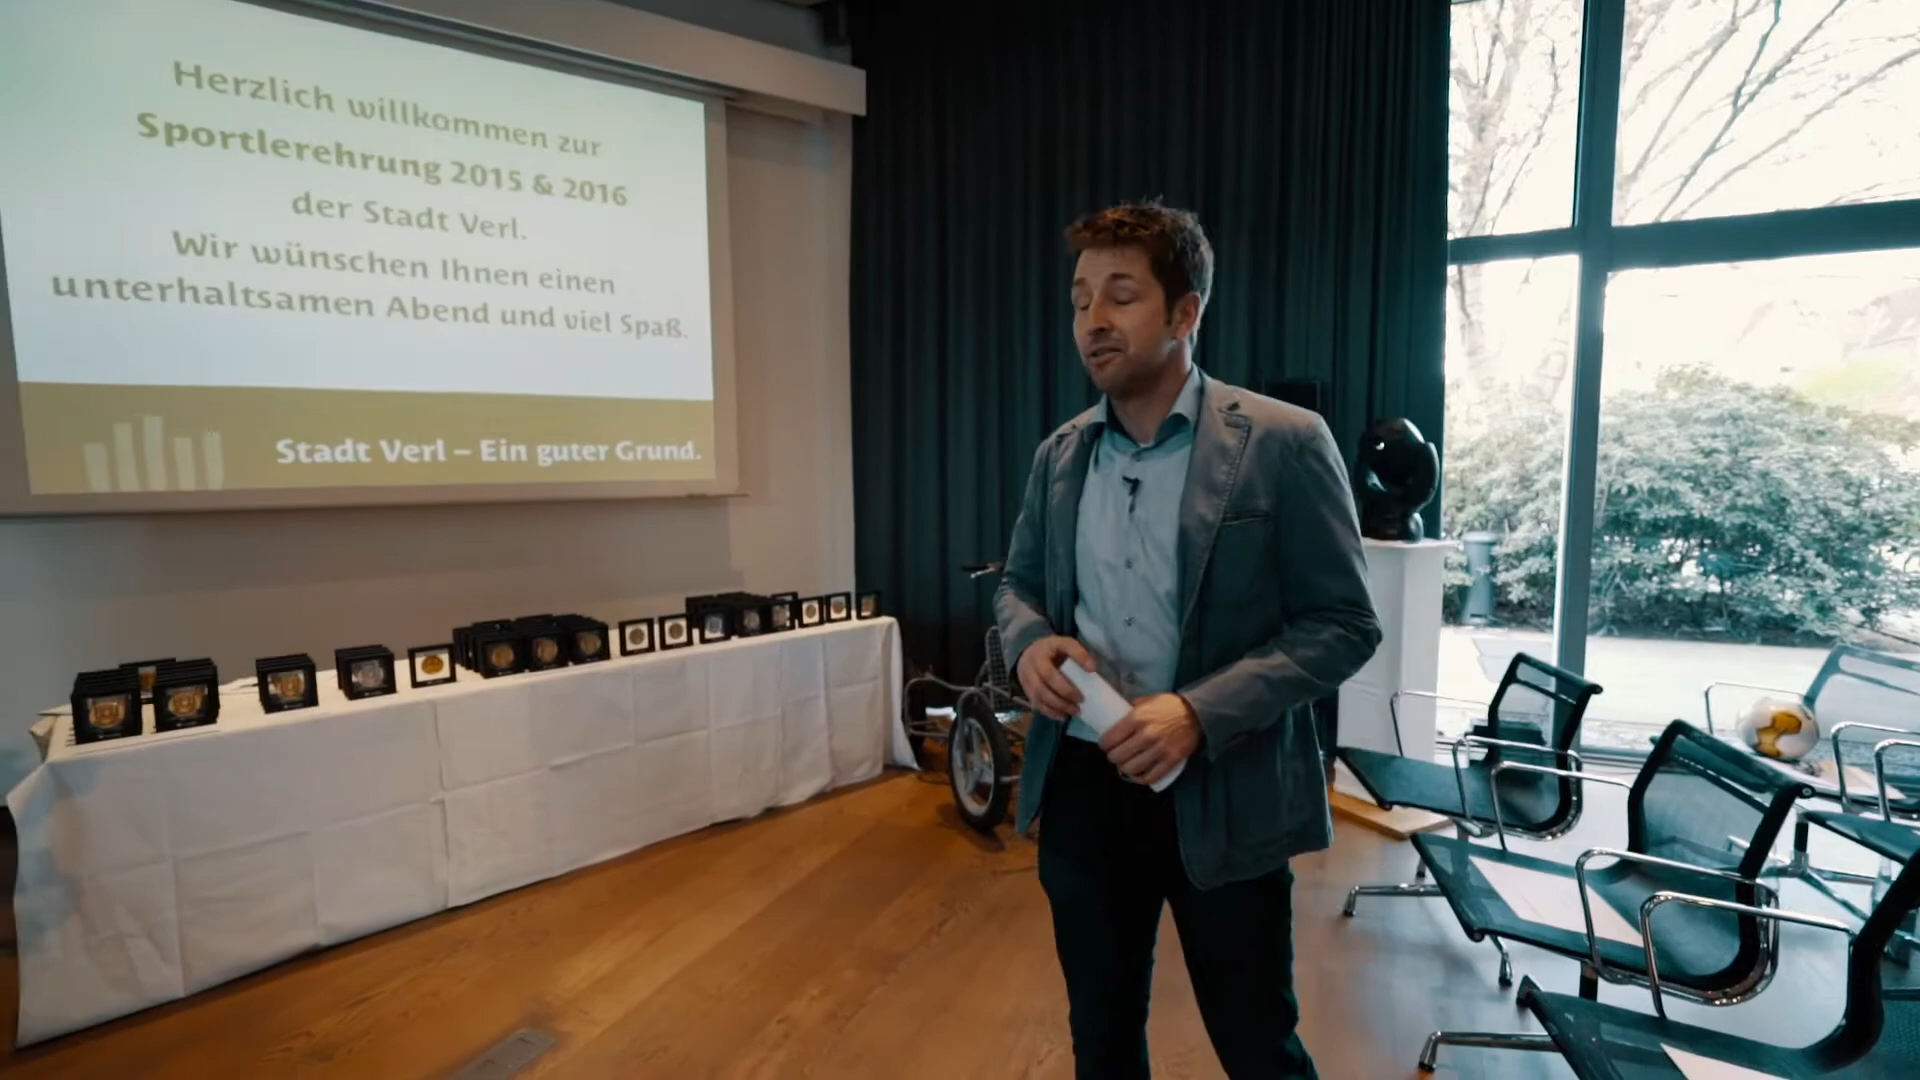 Herzlich willkommen zur
Sportlerehrung 2015 & 2016
der Stadt Verl.
Wir wünschen Ihnen einen
unterhaltsamen Abend und viel Spaß.
Stadt Verl – Ein guter Grund.